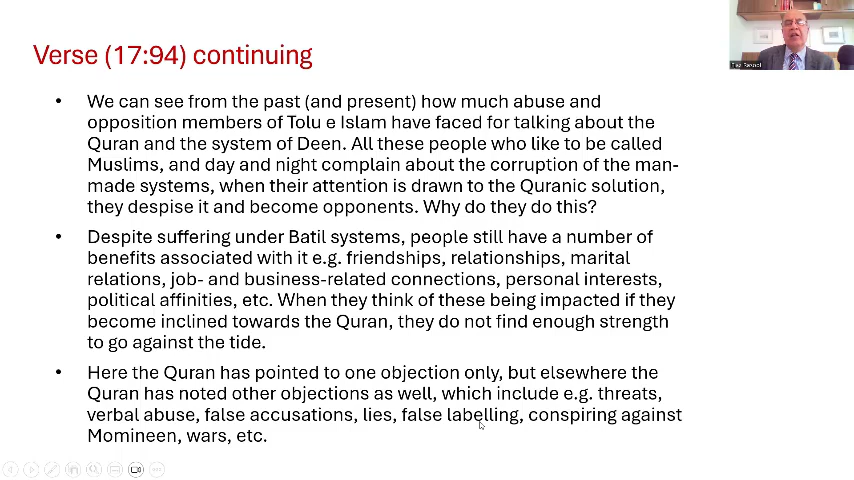 Verse (17:94) continuing
• We can see from the past (and present) how much abuse and
opposition members of Tolu e Islam have faced for talking about the
Quran and the system of Deen. All these people who like to be called
Muslims, and day and night complain about the corruption of the man-
made systems, when their attention is drawn to the Quranic solution,
they despise it and become opponents. Why do they do this?
• Despite suffering under Batil systems, people still have a number of
benefits associated with it e.g. friendships, relationships, marital
relations, job- and business-related connections, personal interests,
political affinities, etc. When they think of these being impacted if they
become inclined towards the Quran, they do not find enough strength
to go against the tide.
• Here the Quran has pointed to one objection only, but elsewhere the
Quran has noted other objections as well, which include e.g. threats,
verbal abuse, false accusations, lies, false labelling, conspiring against
Momineen, wars, etc.